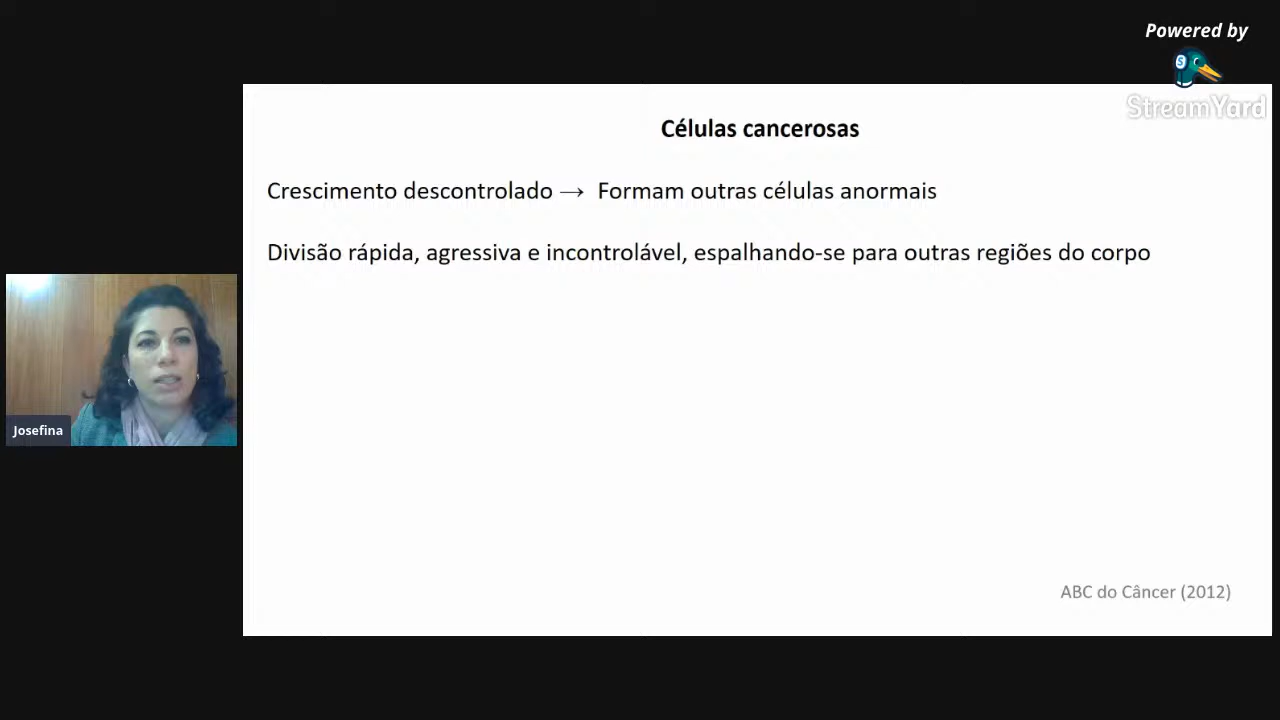 Powered by
StreamYard
Células cancerosas
Crescimento descontrolado → Formam outras células anormais
Divisão rápida, agressiva e incontrolável, espalhando-se para outras regiões do corpo
Josefina
ABC do Câncer (2012)